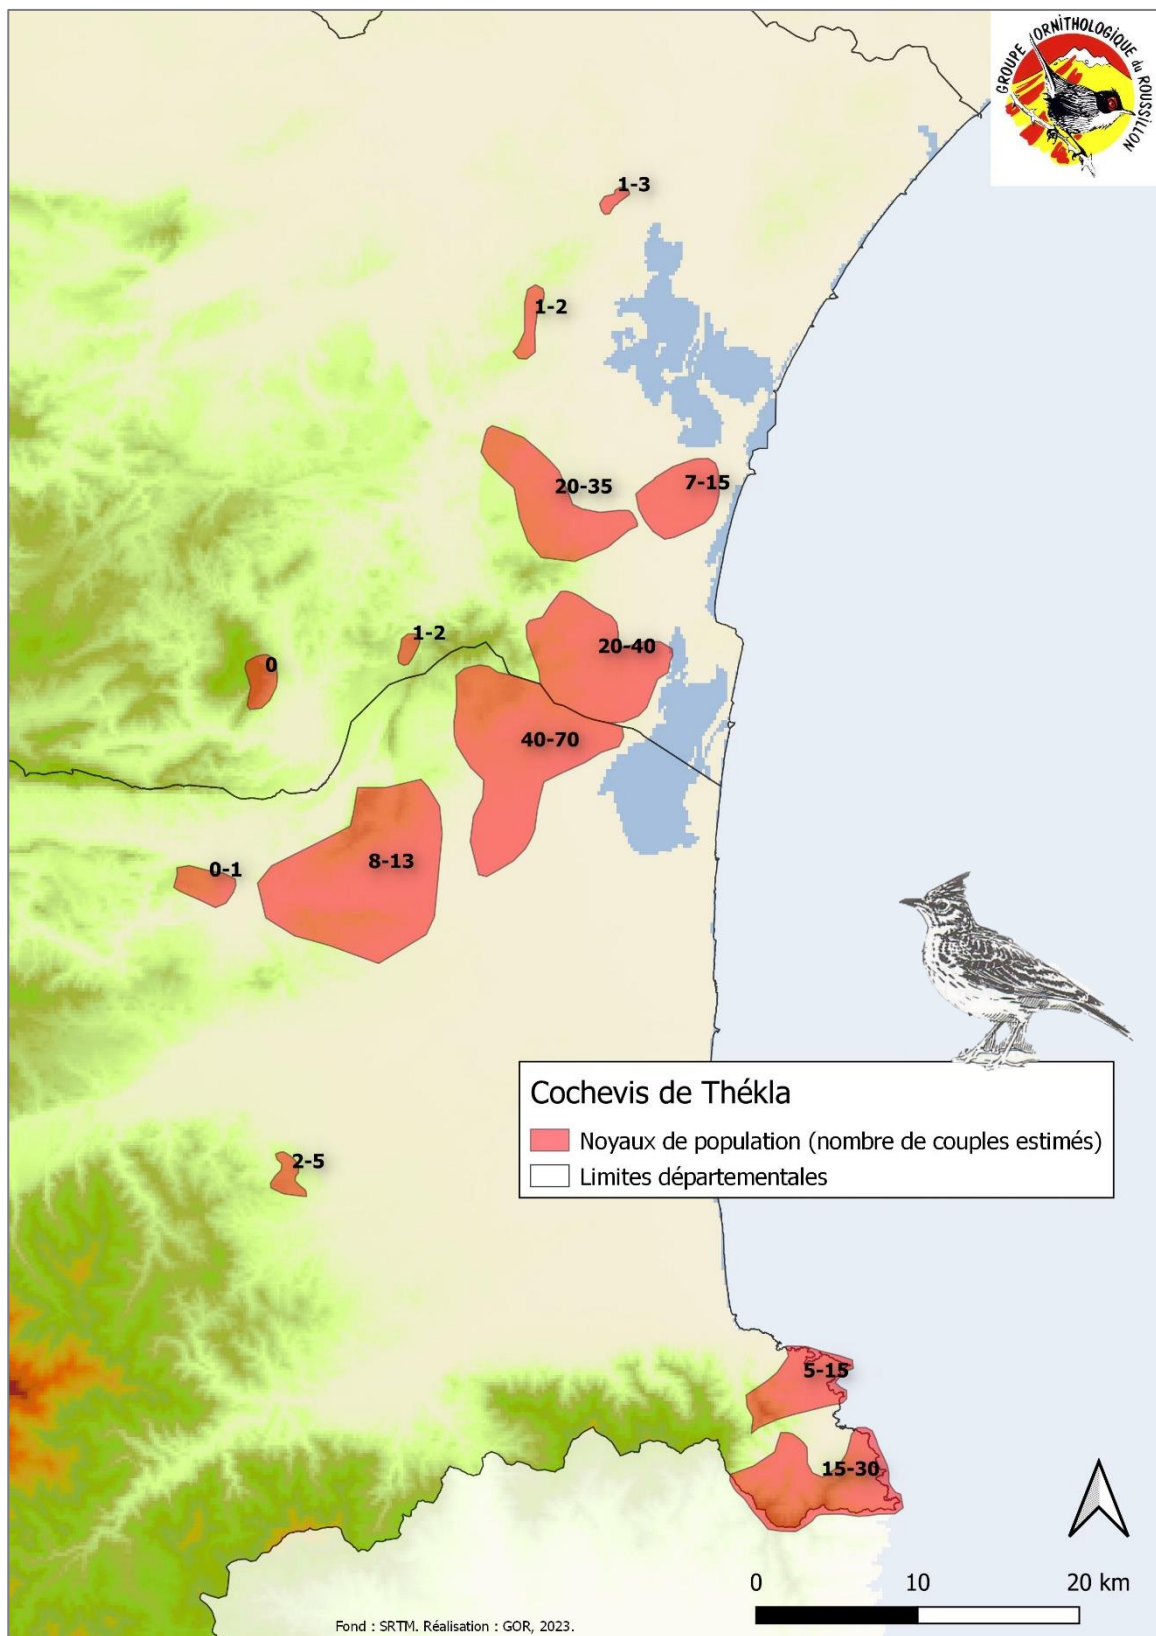 GROUPE ORNITHOLOGIQUE du ROUSSILLON
1-3
1-2
20-35
7-15
1-2
0
20-40
40-70
8-13
0-1
Cochevis de Thékla
Noyaux de population (nombre de couples estimés)
Limites départementales
2-5
5-15
15-30
0 10 20 km
Fond : SRTM. Réalisation : GOR, 2023.